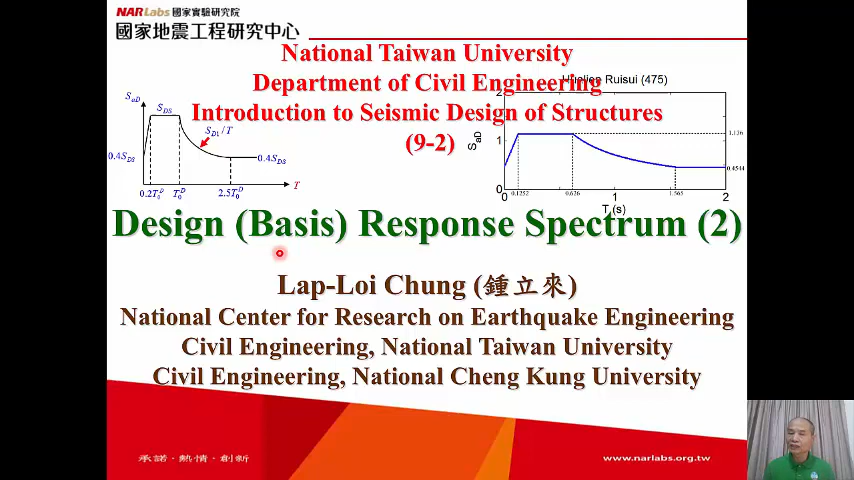 NARLabs 國家實驗研究院
國家地震工程研究中心
National Taiwan University
Department of Civil Engineering
Introduction to Seismic Design of Structures
(9-2)
SaD
SDS
SD1/T
0.4SDS
0.4SDS
0.2T0D
T0D
2.5T0D
T
Hualien Ruisui (475)
SaD
2
1
0
1.136
0.4544
0
0.1252
0.626
1
1.565
2
T (s)
Design (Basis) Response Spectrum (2)
Lap-Loi Chung (鍾立來)
National Center for Research on Earthquake Engineering
Civil Engineering, National Taiwan University
Civil Engineering, National Cheng Kung University
承諾·熱情·創新
www.narlabs.org.tw